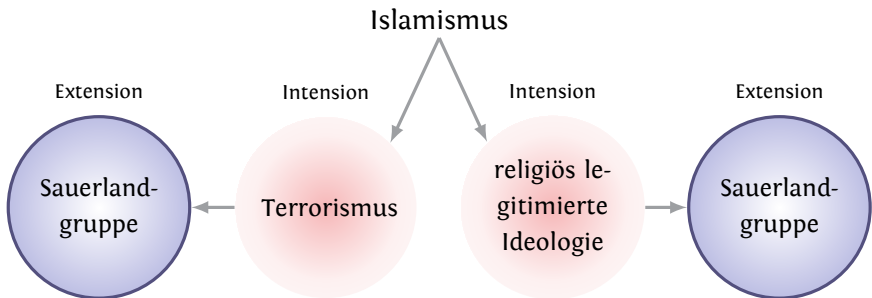 Islamismus
Extension
Intension
Intension
Extension
Sauerland-
gruppe
Terrorismus
religiös le-
gitimierte
Ideologie
Sauerland-
gruppe